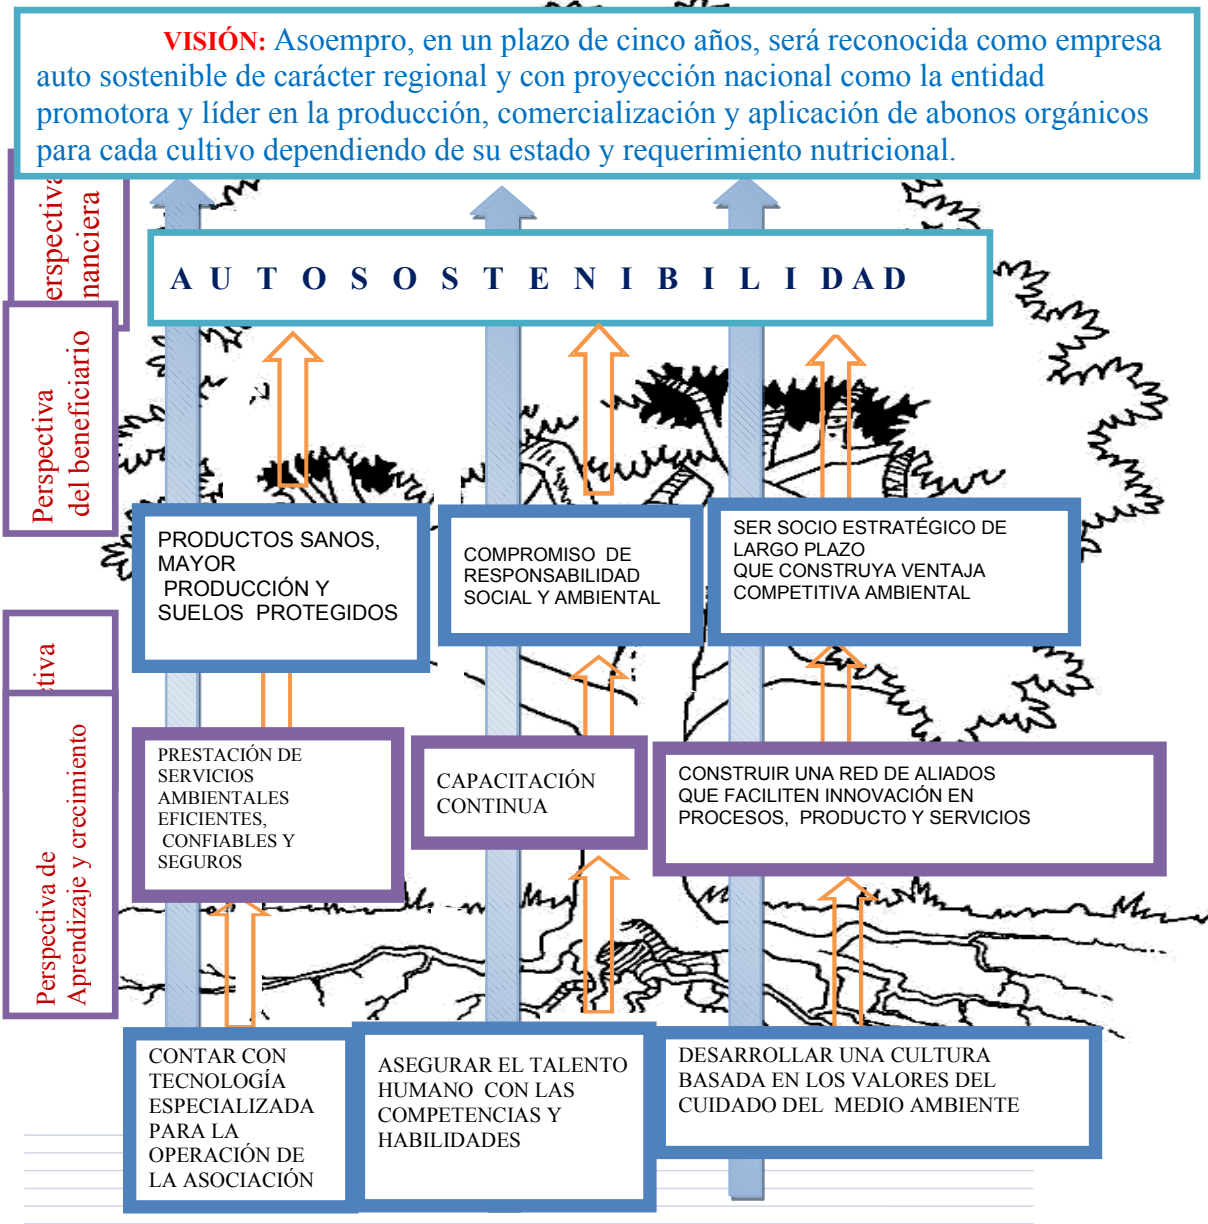 VISIÓN: Asoempro, en un plazo de cinco años, será reconocida como empresa
auto sostenible de carácter regional y con proyección nacional como la entidad
promotora y líder en la producción, comercialización y aplicación de abonos orgánicos
para cada cultivo dependiendo de su estado y requerimiento nutricional.
erspectiva
nanciera
A U T O S O S T E N I B I L I D A D
Perspectiva
del beneficiario
PRODUCTOS SANOS,
MAYOR
PRODUCCIÓN Y
SUELOS PROTEGIDOS
COMPROMISO DE
RESPONSABILIDAD
SOCIAL Y AMBIENTAL
SER SOCIO ESTRATÉGICO DE
LARGO PLAZO
QUE CONSTRUYA VENTAJA
COMPETITIVA AMBIENTAL
ctiva
Perspectiva de
Aprendizaje y crecimiento
PRESTACIÓN DE
SERVICIOS
AMBIENTALES
EFICIENTES,
CONFIABLES Y
SEGUROS
CAPACITACIÓN
CONTINUA
CONSTRUIR UNA RED DE ALIADOS
QUE FACILITEN INNOVACIÓN EN
PROCESOS, PRODUCTO Y SERVICIOS
CONTAR CON
TECNOLOGÍA
ESPECIALIZADA
PARA LA
OPERACIÓN DE
LA ASOCIACIÓN
ASEGURAR EL TALENTO
HUMANO CON LAS
COMPETENCIAS Y
HABILIDADES
DESARROLLAR UNA CULTURA
BASADA EN LOS VALORES DEL
CUIDADO DEL MEDIO AMBIENTE